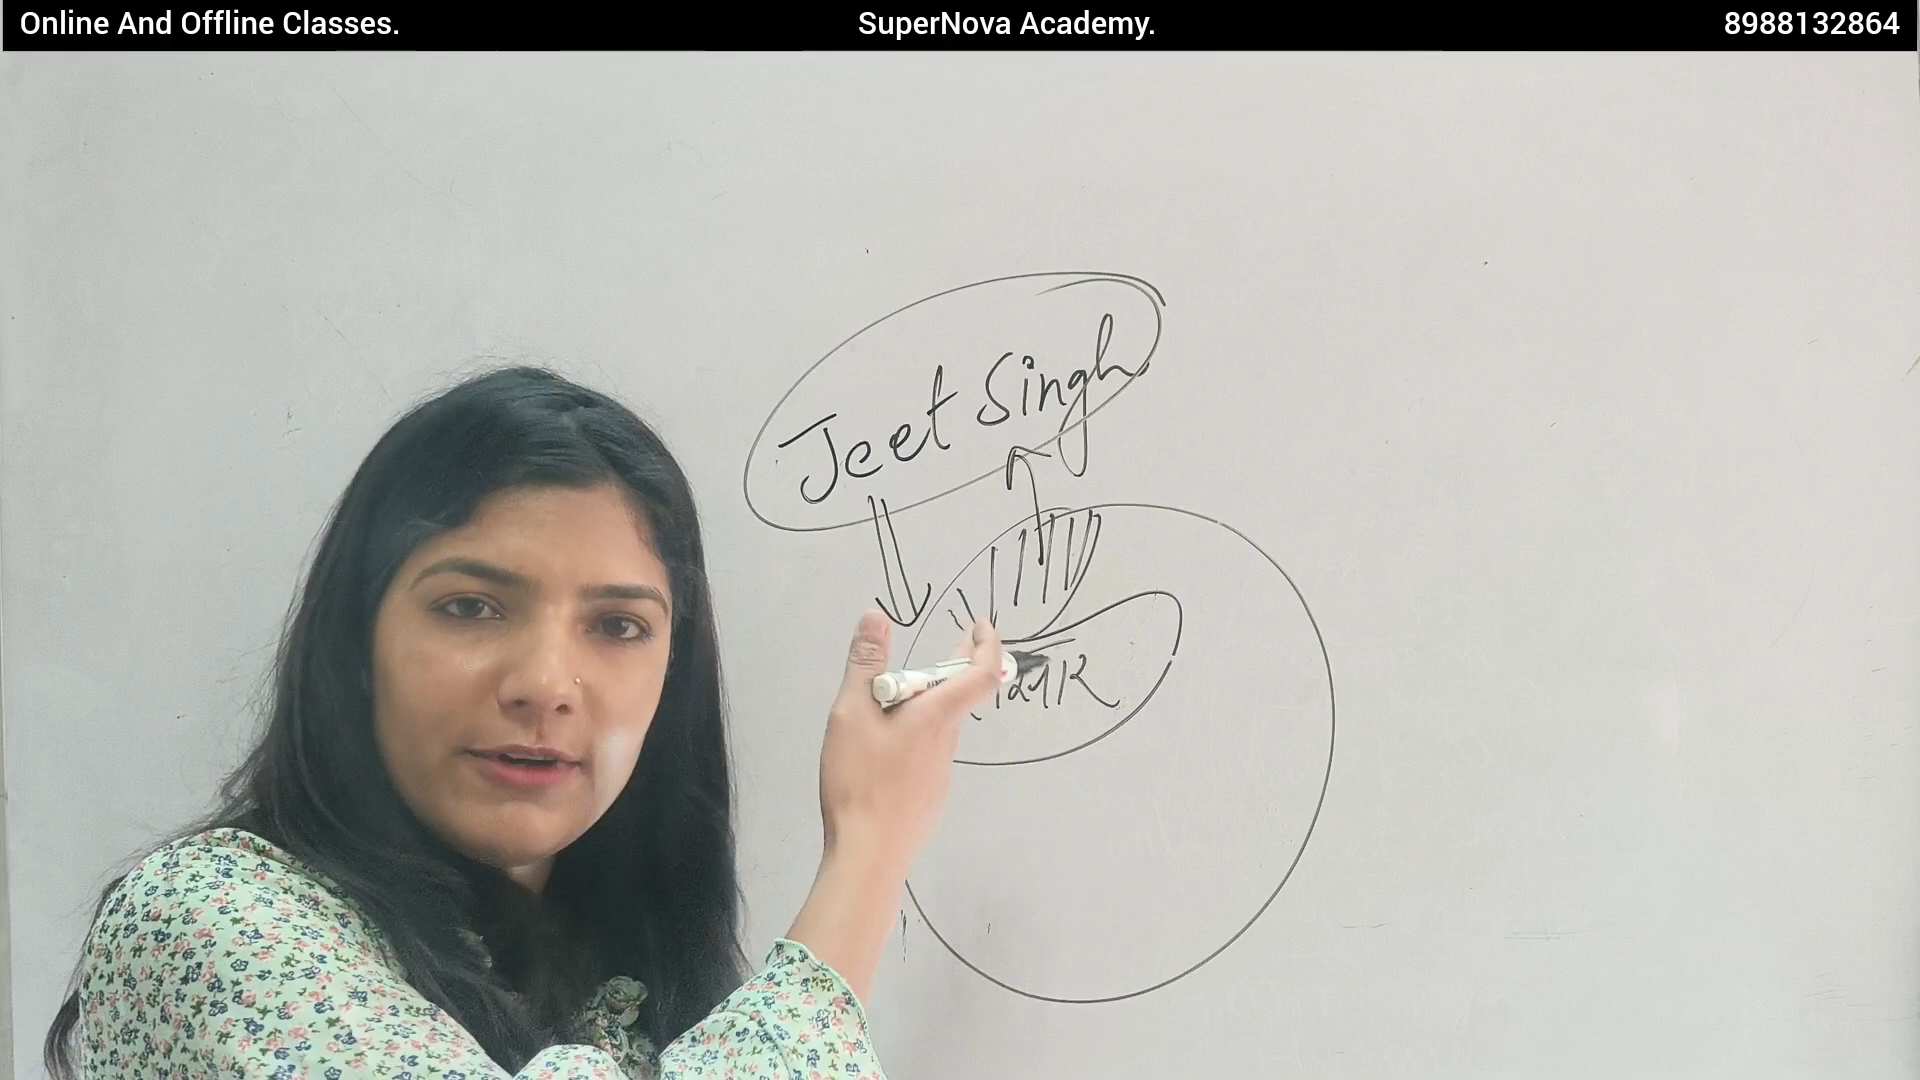 Online And Offline Classes. SuperNova Academy. 8988132864
Jeet Singh